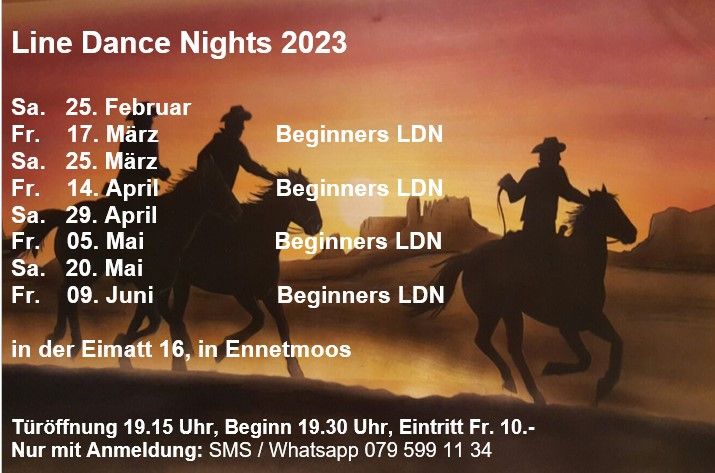 Line Dance Nights 2023
Sa. 25. Februar
Fr. 17. März Beginners LDN
Sa. 25. März
Fr. 14. April Beginners LDN
Sa. 29. April
Fr. 05. Mai Beginners LDN
Sa. 20. Mai
Fr. 09. Juni Beginners LDN
in der Eimatt 16, in Ennetmoos
Türöffnung 19.15 Uhr, Beginn 19.30 Uhr, Eintritt Fr. 10.-
Nur mit Anmeldung: SMS / Whatsapp 079 599 11 34